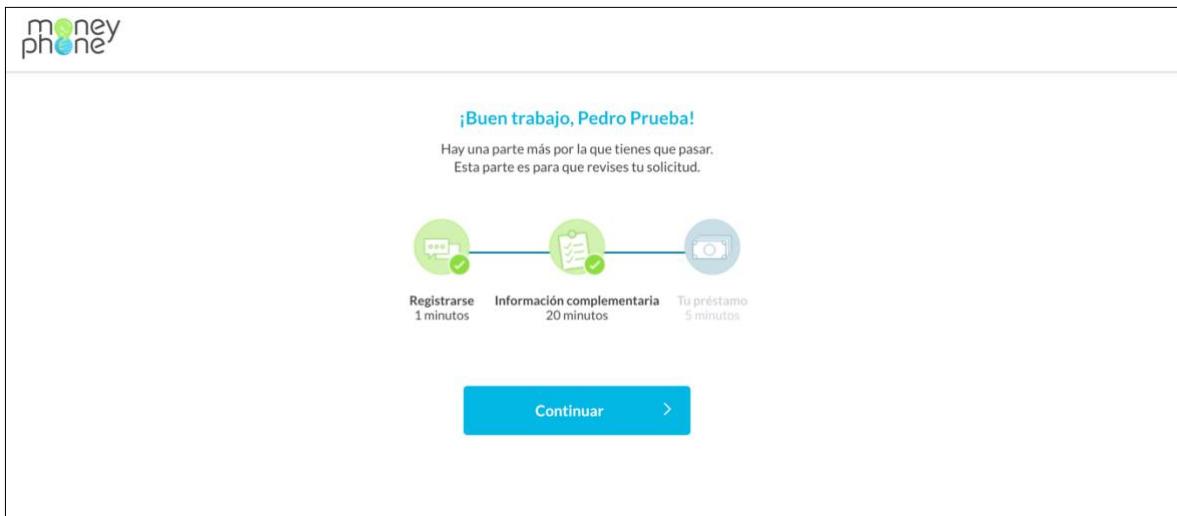 money
phone
¡Buen trabajo, Pedro Prueba!
Hay una parte más por la que tienes que pasar.
Esta parte es para que revises tu solicitud.
Registrarse
1 minutos
Información complementaria
20 minutos
Tu préstamo
5 minutos
Continuar